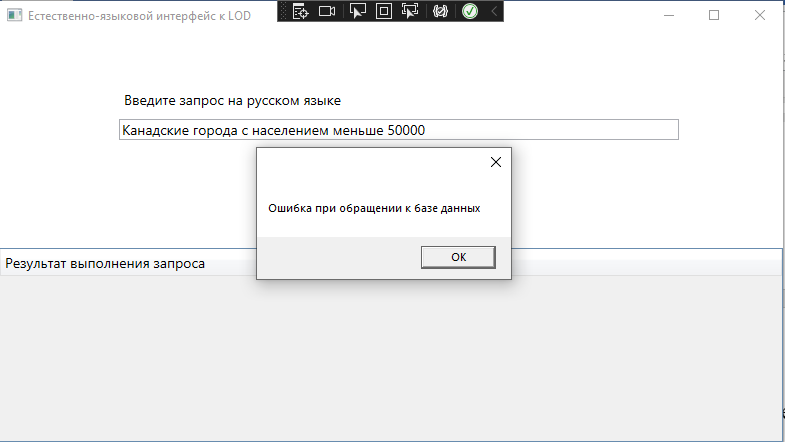 Естественно-языковой интерфейс к LOD
Введите запрос на русском языке
Канадские города с населением меньше 50000
Ошибка при обращении к базе данных
OK
Результат выполнения запроса